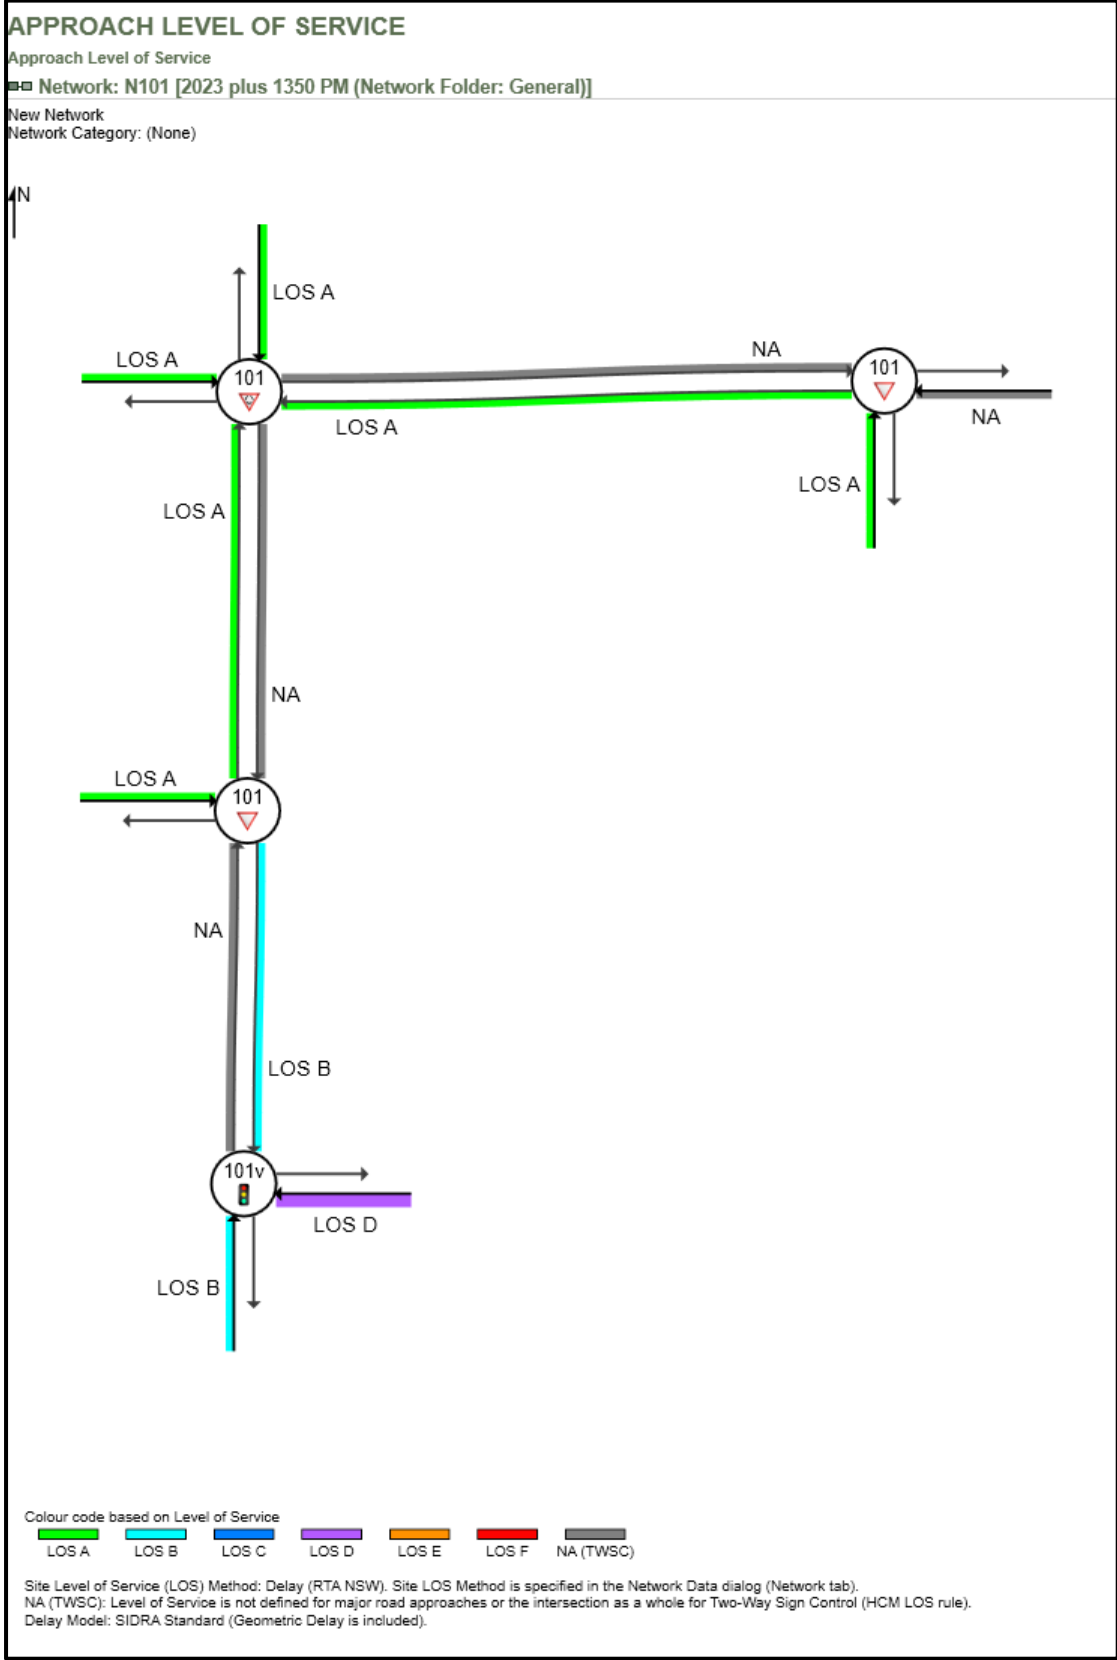 APPROACH LEVEL OF SERVICE
Approach Level of Service
Network: N101 [2023 plus 1350 PM (Network Folder: General)]
New Network
Network Category: (None)
N
LOS A
LOS A
NA
101
101
LOS A
NA
LOS A
LOS A
NA
LOS A
101
NA
LOS B
101v
LOS D
LOS B
Colour code based on Level of Service
LOS A LOS B LOS C LOS D LOS E LOS F NA (TWSC)
Site Level of Service (LOS) Method: Delay (RTA NSW). Site LOS Method is specified in the Network Data dialog (Network tab).
NA (TWSC): Level of Service is not defined for major road approaches or the intersection as a whole for Two-Way Sign Control (HCM LOS rule).
Delay Model: SIDRA Standard (Geometric Delay is included).